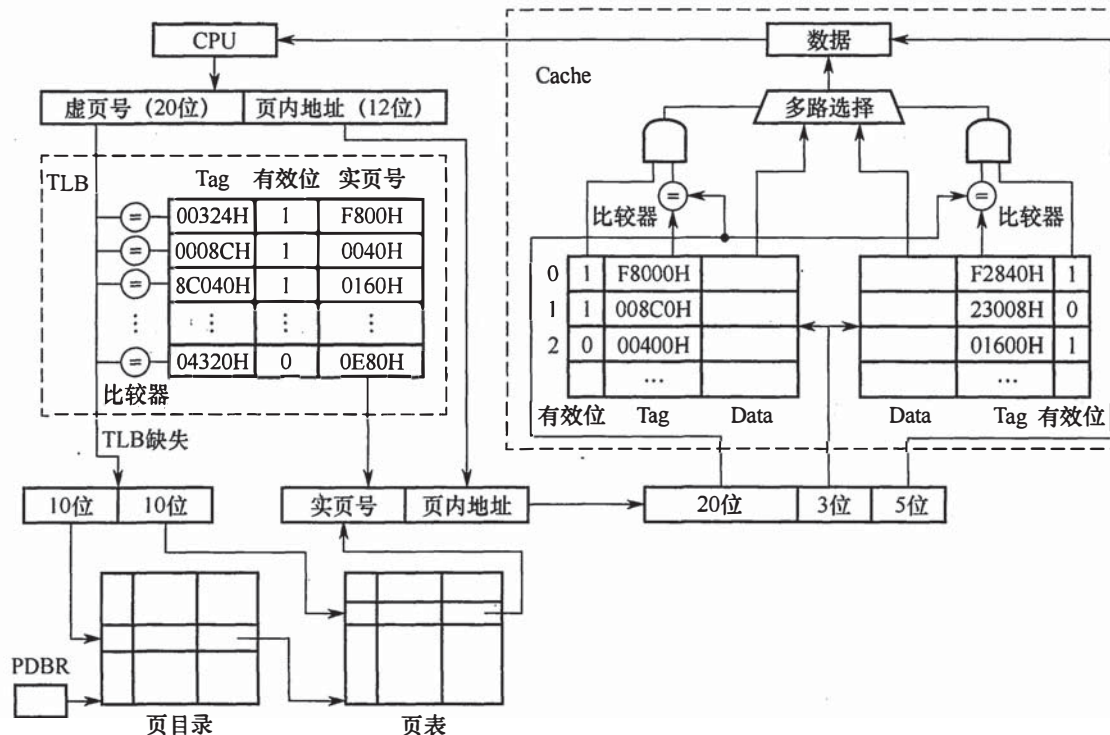 CPU
虚页号（20位） 页内地址（12位）
TLB
Tag 有效位 实页号
= 00324H 1 F800H
= 0008CH 1 0040H
= 8C040H 1 0160H
⋮ ⋮ ⋮ ⋮
= 04320H 0 0E80H
比较器
TLB缺失
10位 10位
PDBR
页目录
页表
实页号 页内地址
20位 3位 5位
Cache
数据
多路选择
= =
比较器 比较器
0 1 F8000H F2840H 1
1 1 008C0H 23008H 0
2 0 00400H 01600H 1
… …
有效位 Tag Data Data Tag 有效位